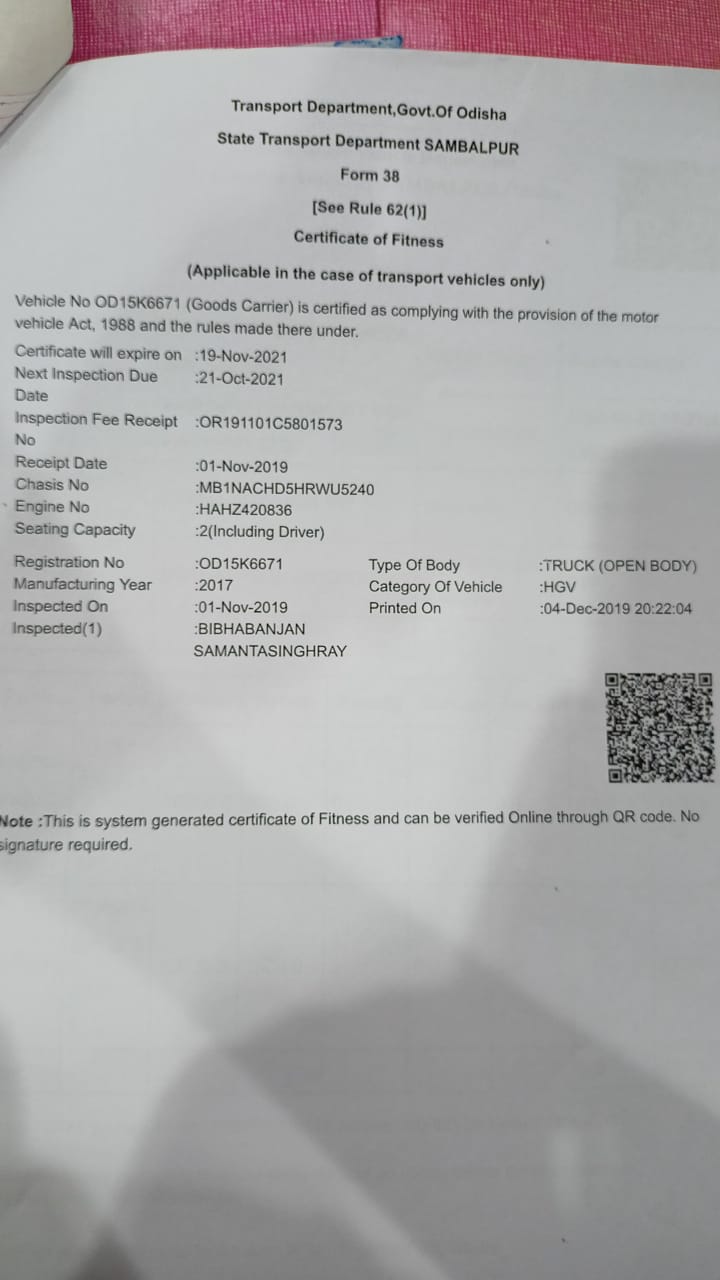 Transport Department,Govt.Of Odisha
State Transport Department SAMBALPUR
Form 38
[See Rule 62(1)]
Certificate of Fitness
(Applicable in the case of transport vehicles only)
Vehicle No OD15K6671 (Goods Carrier) is certified as complying with the provision of the motor
vehicle Act, 1988 and the rules made there under.
Certificate will expire on :19-Nov-2021
Next Inspection Due :21-Oct-2021
Date
Inspection Fee Receipt :OR191101C5801573
No
Receipt Date :01-Nov-2019
Chasis No :MB1NACHD5HRWU5240
Engine No :HAHZ420836
Seating Capacity :2(Including Driver)
Registration No :OD15K6671 Type Of Body :TRUCK (OPEN BODY)
Manufacturing Year :2017 Category Of Vehicle :HGV
Inspected On :01-Nov-2019 Printed On :04-Dec-2019 20:22:04
Inspected(1) :BIBHABANJAN
SAMANTASINGHRAY
Note :This is system generated certificate of Fitness and can be verified Online through QR code. No
signature required.